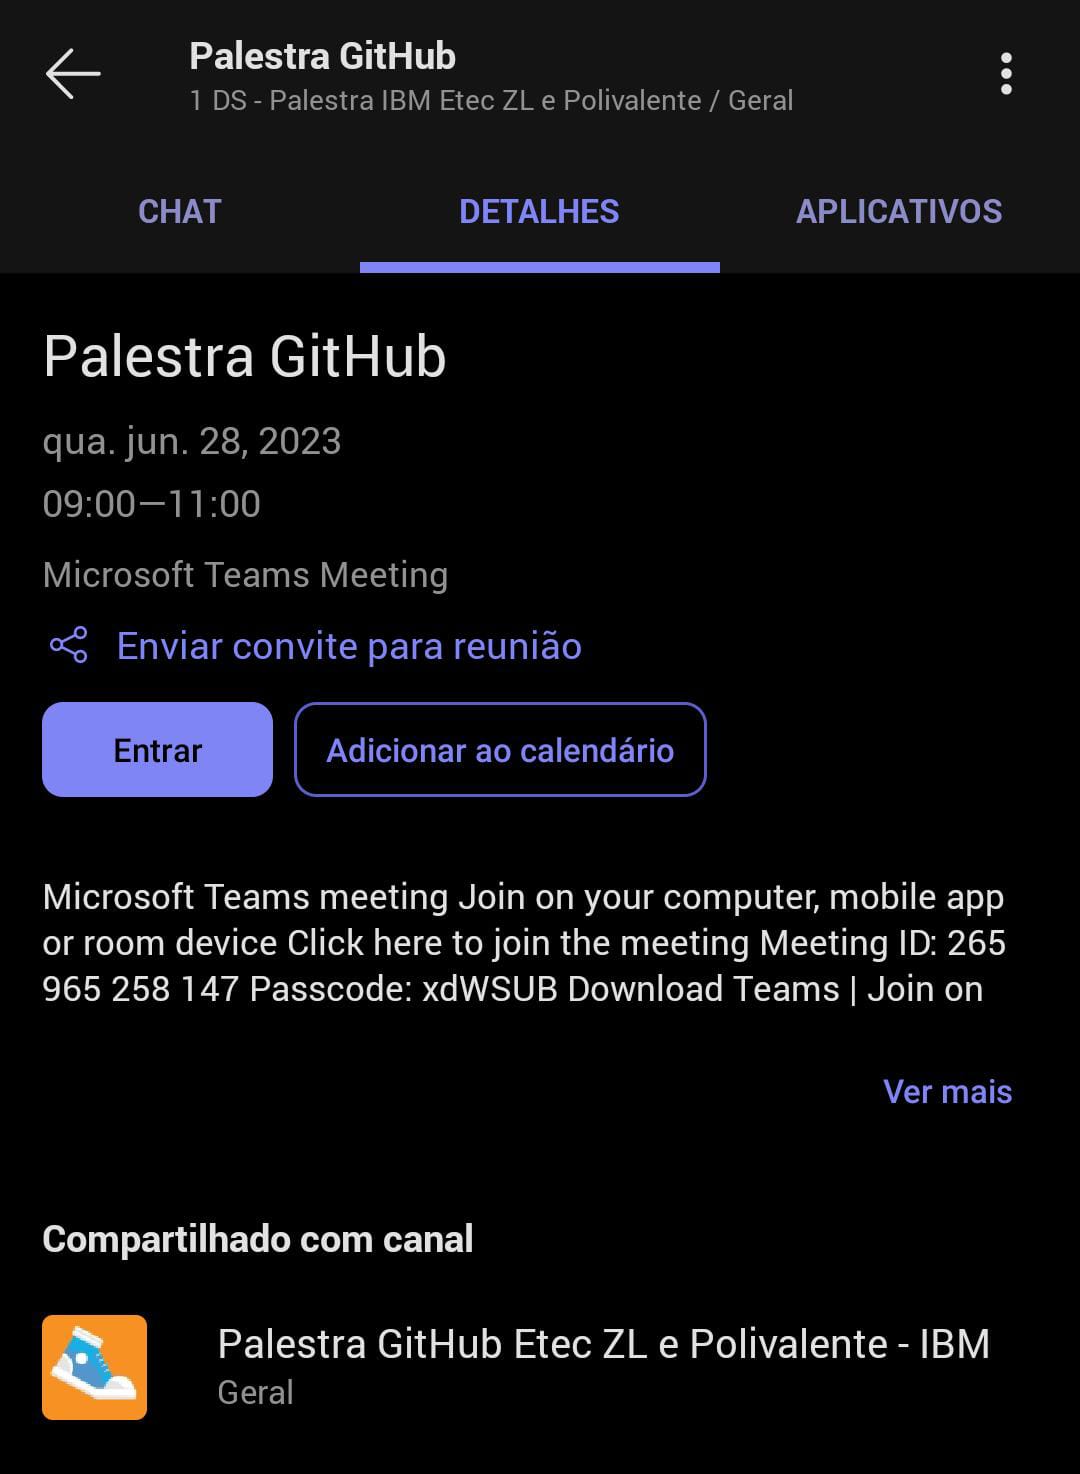 Palestra GitHub
1 DS - Palestra IBM Etec ZL e Polivalente / Geral
CHAT
DETALHES
APLICATIVOS
Palestra GitHub
qua. jun. 28, 2023
09:00—11:00
Microsoft Teams Meeting
Enviar convite para reunião
Entrar
Adicionar ao calendário
Microsoft Teams meeting Join on your computer, mobile app
or room device Click here to join the meeting Meeting ID: 265
965 258 147 Passcode: xdWSUB Download Teams | Join on
Ver mais
Compartilhado com canal
Palestra GitHub Etec ZL e Polivalente - IBM
Geral